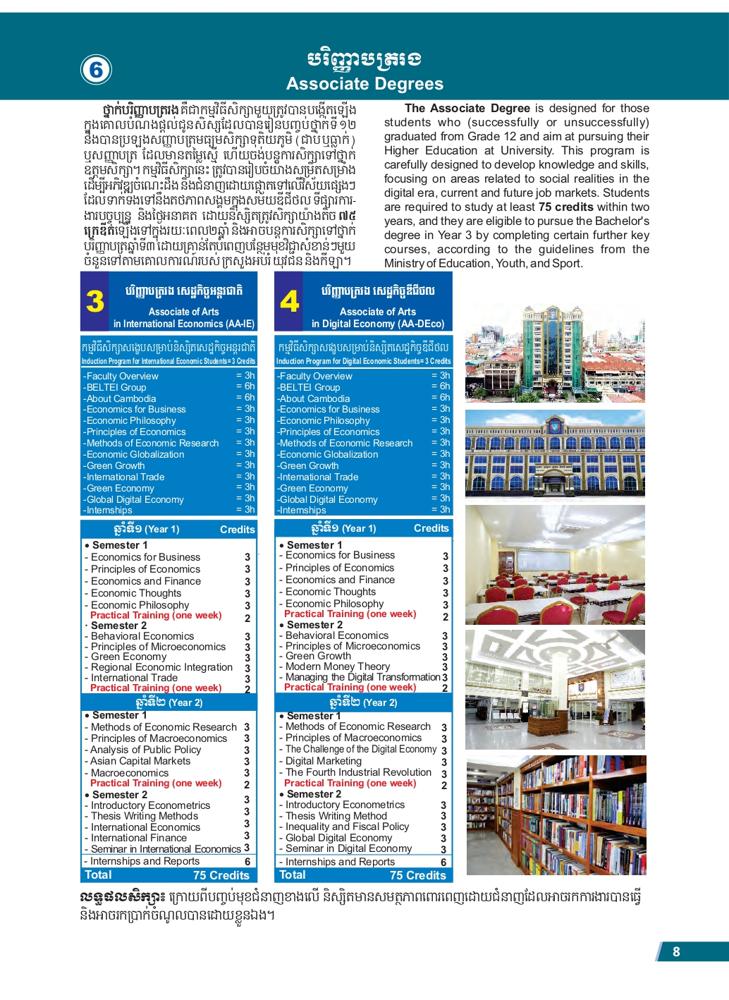 6
បរិញ្ញាបត្ររង
Associate Degrees
ថ្នាក់បរិញ្ញាបត្ររង គឺជាកម្មវិធីសិក្សាមួយត្រូវបានបង្កើតឡើង
ក្នុងគោលបំណងផ្តល់ជូនសិស្សដែលបានរៀនបញ្ចប់ថ្នាក់ទី ១២
និងបានប្រឡងសញ្ញាបត្រមធ្យមសិក្សាទុតិយភូមិ (ជាប់ ឬធ្លាក់)
ឬសញ្ញាបត្រ ដែលមានតម្លៃស្មើ ហើយចង់បន្តការសិក្សាទៅថ្នាក់
ឧត្តមសិក្សា។ កម្មវិធីសិក្សានេះ ត្រូវបានរៀបចំយ៉ាងសម្រិតសម្រាំង
ដើម្បីអភិវឌ្ឍចំណេះដឹង និងជំនាញដោយផ្តោតទៅលើវិស័យផ្សេងៗ
ដែលទាក់ទងទៅនឹងតថភាពសង្គមក្នុងសម័យឌីជីថល ទីផ្សារការ-
ងារបច្ចុប្បន្ន និងថ្ងៃអនាគត ដោយនិស្សិតត្រូវសិក្សាយ៉ាងតិច ៧៥
ក្រេឌីតឡើងទៅក្នុងរយៈពេល២ឆ្នាំ និងអាចបន្តការសិក្សាទៅថ្នាក់
បរិញ្ញាបត្រឆ្នាំទី៣ ដោយគ្រាន់តែបំពេញបន្ថែមមុខវិជ្ជាសំខាន់ៗមួយ
ចំនួនទៅតាមគោលការណ៍របស់ ក្រសួងអប់រំ យុវជន និងកីឡា។
The Associate Degree is designed for those
students who (successfully or unsuccessfully)
graduated from Grade 12 and aim at pursuing their
Higher Education at University. This program is
carefully designed to develop knowledge and skills,
focusing on areas related to social realities in the
digital era, current and future job markets. Students
are required to study at least 75 credits within two
years, and they are eligible to pursue the Bachelor's
degree in Year 3 by completing certain further key
courses, according to the guidelines from the
Ministry of Education, Youth, and Sport.
3
បរិញ្ញាបត្ររង សេដ្ឋកិច្ចអន្តរជាតិ
Associate of Arts
in International Economics (AA-IE)
កម្មវិធីសិក្សាសង្ខេបសម្រាប់និស្សិតសេដ្ឋកិច្ចអន្តរជាតិ
Induction Program for International Economic Students= 3 Credits
-Faculty Overview = 3h
-BELTEI Group = 6h
-About Cambodia = 6h
-Economics for Business = 3h
-Economic Philosophy = 3h
-Principles of Economics = 3h
-Methods of Economic Research = 3h
-Economic Globalization = 3h
-Green Growth = 3h
-International Trade = 3h
-Green Economy = 3h
-Global Digital Economy = 3h
-Internships = 3h
ឆ្នាំទី១ (Year 1) Credits
• Semester 1
- Economics for Business 3
- Principles of Economics 3
- Economics and Finance 3
- Economic Thoughts 3
- Economic Philosophy 3
Practical Training (one week) 2
· Semester 2
- Behavioral Economics 3
- Principles of Microeconomics 3
- Green Economy 3
- Regional Economic Integration 3
- International Trade 3
Practical Training (one week) 2
ឆ្នាំទី២ (Year 2)
• Semester 1
- Methods of Economic Research 3
- Principles of Macroeconomics 3
- Analysis of Public Policy 3
- Asian Capital Markets 3
- Macroeconomics 3
Practical Training (one week) 2
• Semester 2
- Introductory Econometrics 3
- Thesis Writing Methods 3
- International Economics 3
- International Finance 3
- Seminar in International Economics 3
- Internships and Reports 6
Total 75 Credits
4
បរិញ្ញាបត្ររង សេដ្ឋកិច្ចឌីជីថល
Associate of Arts
in Digital Economy (AA-DEco)
កម្មវិធីសិក្សាសង្ខេបសម្រាប់និស្សិតសេដ្ឋកិច្ចឌីជីថល
Induction Program for Digital Economic Students= 3 Credits
-Faculty Overview = 3h
-BELTEI Group = 6h
-About Cambodia = 6h
-Economics for Business = 3h
-Economic Philosophy = 3h
-Principles of Economics = 3h
-Methods of Economic Research = 3h
-Economic Globalization = 3h
-Green Growth = 3h
-International Trade = 3h
-Green Economy = 3h
-Global Digital Economy = 3h
-Internships = 3h
ឆ្នាំទី១ (Year 1) Credits
• Semester 1
- Economics for Business 3
- Principles of Economics 3
- Economics and Finance 3
- Economic Thoughts 3
- Economic Philosophy 3
Practical Training (one week) 2
• Semester 2
- Behavioral Economics 3
- Principles of Microeconomics 3
- Green Growth 3
- Modern Money Theory 3
- Managing the Digital Transformation 3
Practical Training (one week) 2
ឆ្នាំទី២ (Year 2)
• Semester 1
- Methods of Economic Research 3
- Principles of Macroeconomics 3
- The Challenge of the Digital Economy 3
- Digital Marketing 3
- The Fourth Industrial Revolution 3
Practical Training (one week) 2
• Semester 2
- Introductory Econometrics 3
- Thesis Writing Method 3
- Inequality and Fiscal Policy 3
- Global Digital Economy 3
- Seminar in Digital Economy 3
- Internships and Reports 6
Total 75 Credits
លទ្ធផលសិក្សា៖ ក្រោយពីបញ្ចប់មុខជំនាញខាងលើ និស្សិតមានសមត្ថភាពពោរពេញដោយជំនាញដែលអាចរកការងារបានធ្វើ
និងអាចរកប្រាក់ចំណូលបានដោយខ្លួនឯង។
8